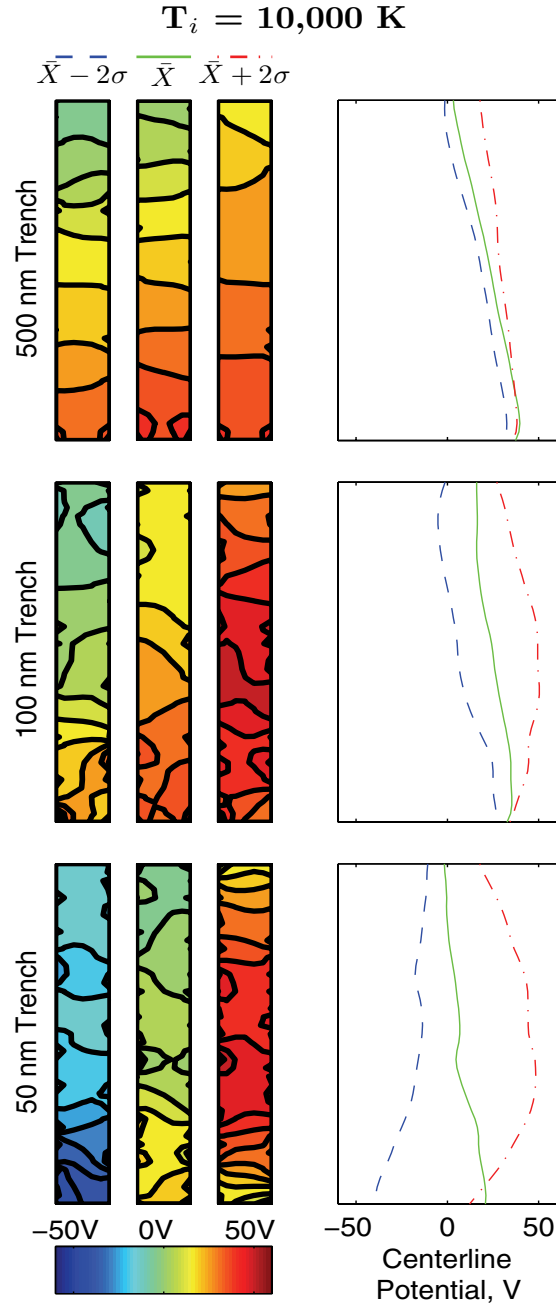 T_i = 10,000 K
X̄ − 2σ X̄ X̄ + 2σ
500 nm Trench
100 nm Trench
50 nm Trench
−50V 0V 50V
−50 0 50
Centerline
Potential, V